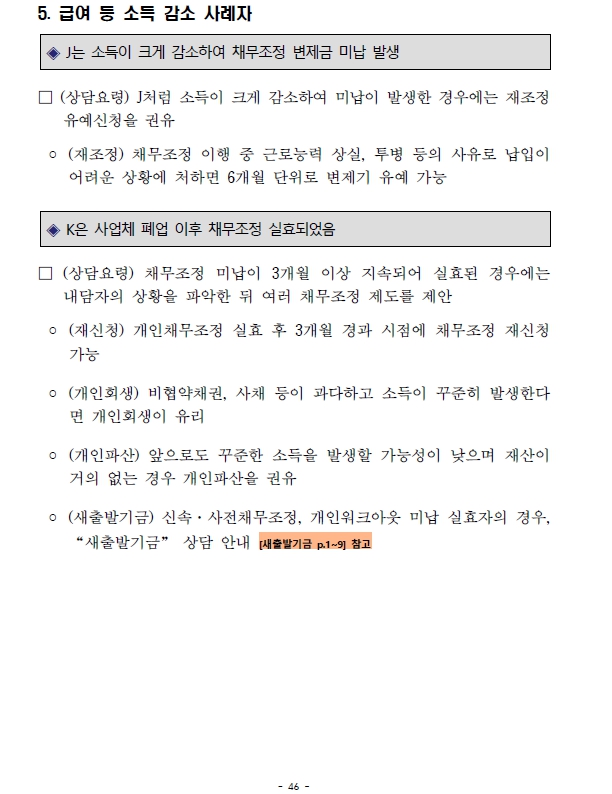 5. 급여 등 소득 감소 사례자
◈ J는 소득이 크게 감소하여 채무조정 변제금 미납 발생
□ (상담요령) J처럼 소득이 크게 감소하여 미납이 발생한 경우에는 재조정
유예신청을 권유
○ (재조정) 채무조정 이행 중 근로능력 상실, 투병 등의 사유로 납입이
어려운 상황에 처하면 6개월 단위로 변제기 유예 가능
◈ K은 사업체 폐업 이후 채무조정 실효되었음
□ (상담요령) 채무조정 미납이 3개월 이상 지속되어 실효된 경우에는
내담자의 상황을 파악한 뒤 여러 채무조정 제도를 제안
○ (재신청) 개인채무조정 실효 후 3개월 경과 시점에 채무조정 재신청
가능
○ (개인회생) 비협약채권, 사채 등이 과다하고 소득이 꾸준히 발생한다
면 개인회생이 유리
○ (개인파산) 앞으로도 꾸준한 소득을 발생할 가능성이 낮으며 재산이
거의 없는 경우 개인파산을 권유
○ (새출발기금) 신속·사전채무조정, 개인워크아웃 미납 실효자의 경우,
“새출발기금” 상담 안내 [새출발기금 p.1~9] 참고
- 46 -